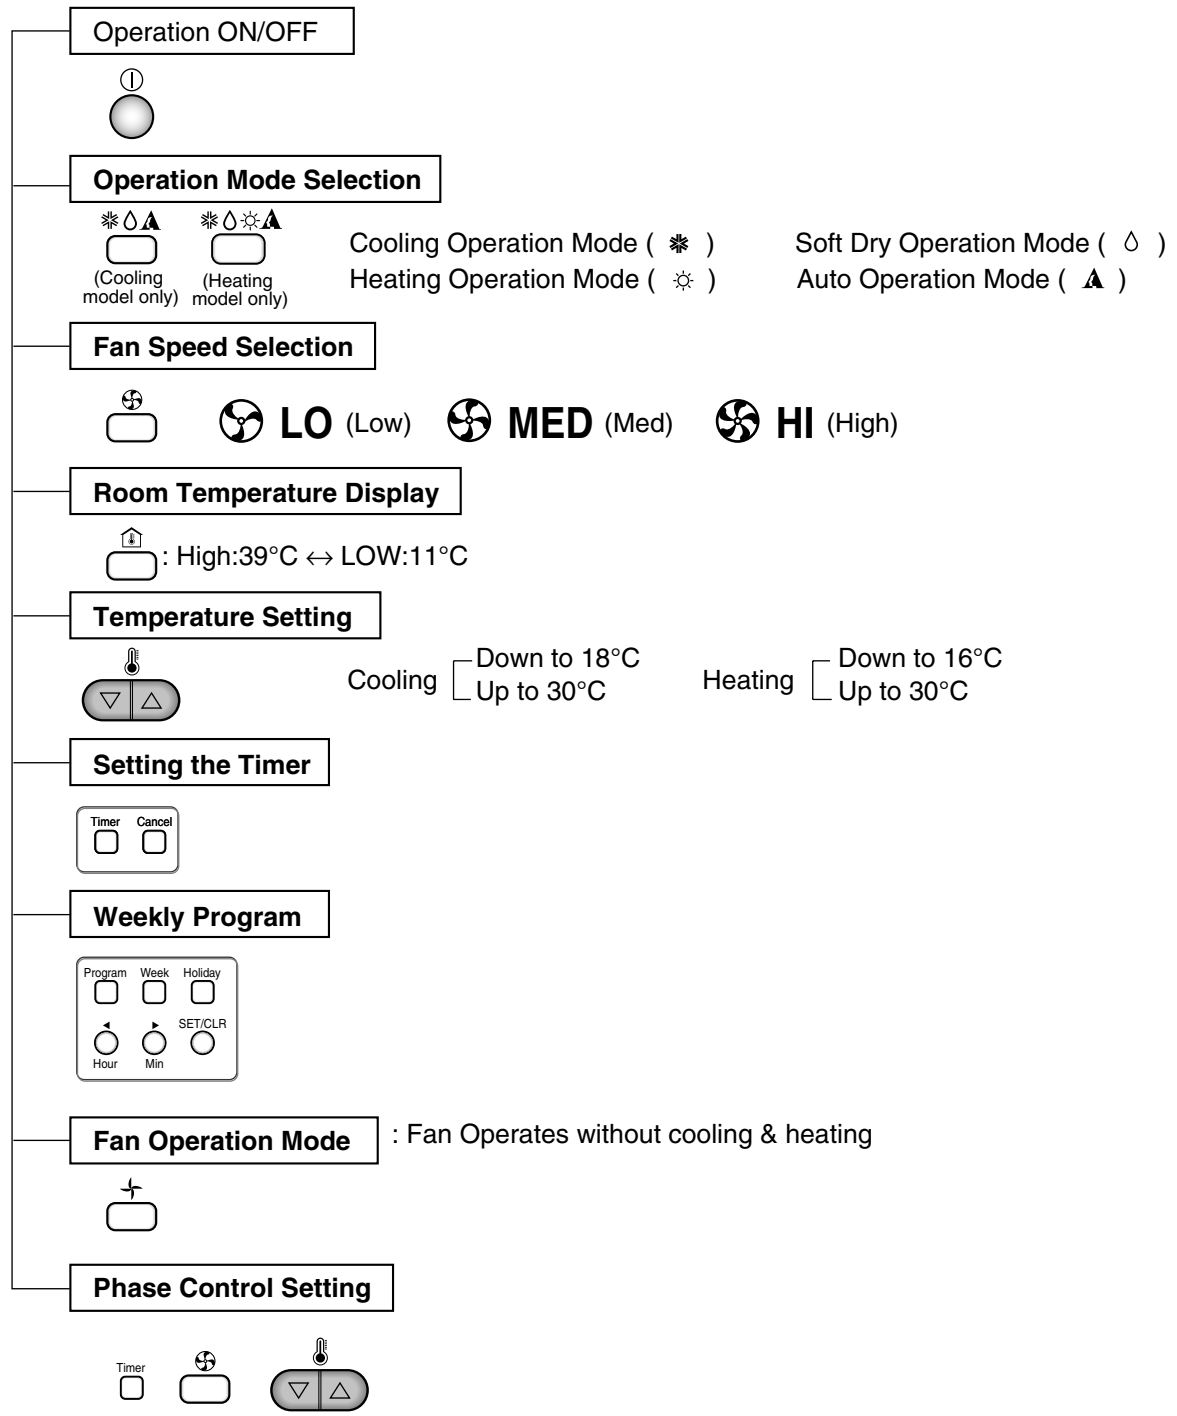 Operation ON/OFF
Operation Mode Selection
(Cooling model only)
(Heating model only)
Cooling Operation Mode ( )
Soft Dry Operation Mode ( )
Heating Operation Mode ( )
Auto Operation Mode ( )
Fan Speed Selection
LO (Low) MED (Med) HI (High)
Room Temperature Display
: High:39°C ↔ LOW:11°C
Temperature Setting
Cooling
Down to 18°C
Up to 30°C
Heating
Down to 16°C
Up to 30°C
Setting the Timer
Timer Cancel
Weekly Program
Program Week Holiday
SET/CLR
Hour Min
Fan Operation Mode : Fan Operates without cooling & heating
Phase Control Setting
Timer